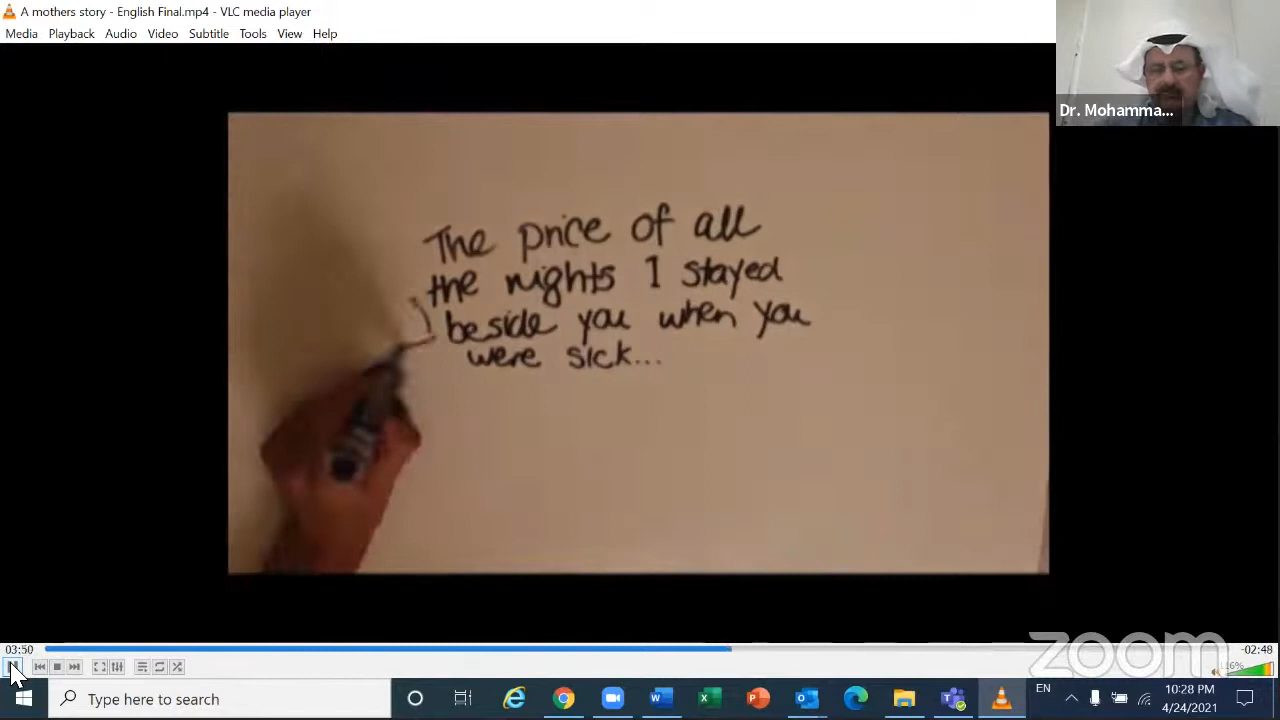 A mothers story - English Final.mp4 - VLC media player
Media Playback Audio Video Subtitle Tools View Help
Dr. Mohamma...
The price of all
the nights I stayed
beside you when you
were sick...
03:50
-02:48
zoom
116%
Type here to search
EN
10:28 PM
4/24/2021